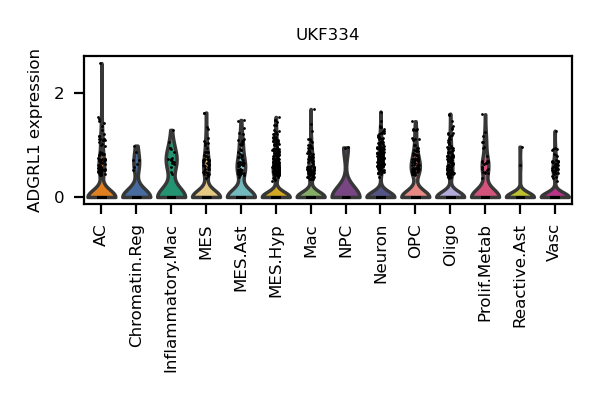 UKF334
ADGRL1 expression
2
0
AC
Chromatin.Reg
Inflammatory.Mac
MES
MES.Ast
MES.Hyp
Mac
NPC
Neuron
OPC
Oligo
Prolif.Metab
Reactive.Ast
Vasc